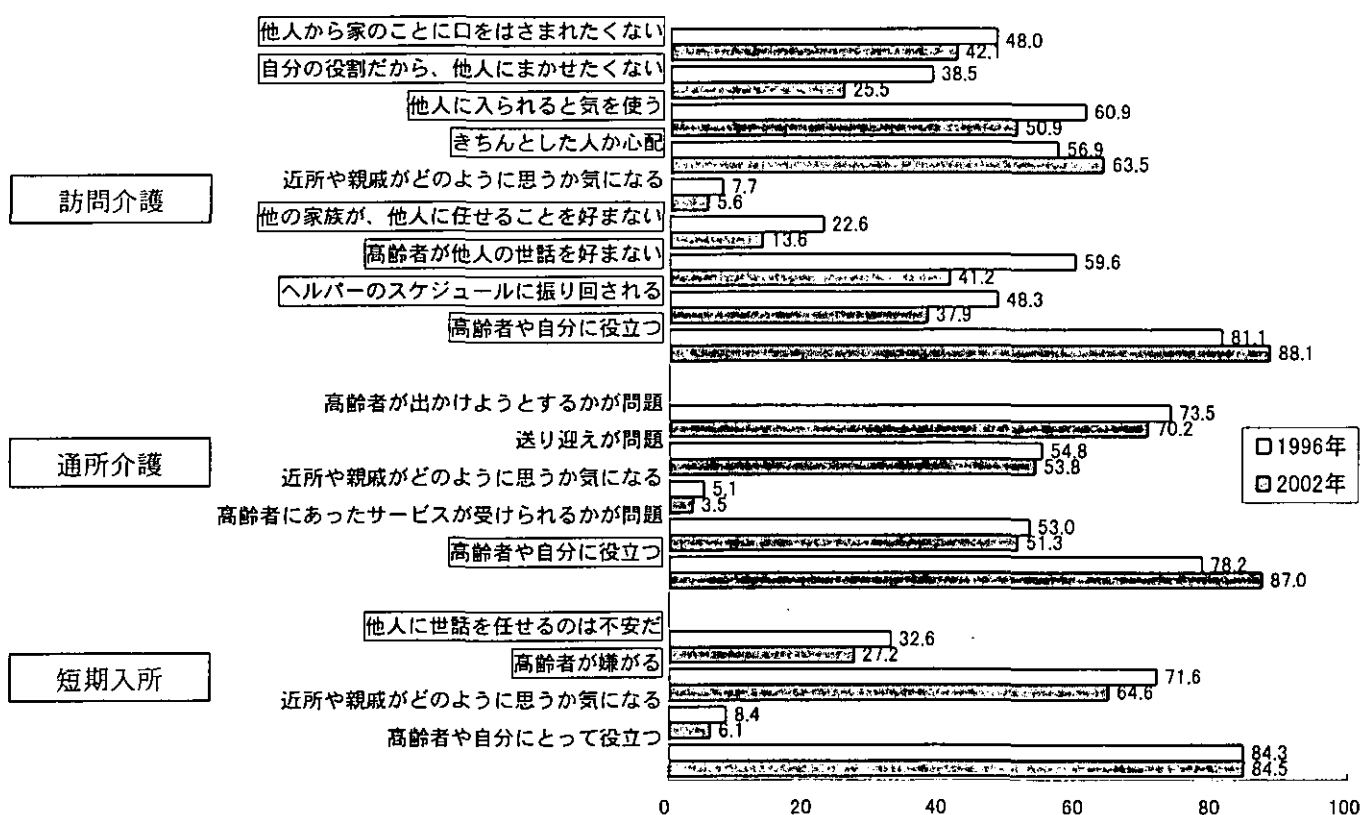 他人から家のことに口をはさまれたくない
48.0
42.1
自分の役割だから、他人にまかせたくない
38.5
25.5
他人に入られると気を使う
60.9
50.9
きちんとした人か心配
56.9
63.5
訪問介護
近所や親戚がどのように思うか気になる
7.7
5.6
他の家族が、他人に任せることを好まない
22.6
13.6
高齢者が他人の世話を好まない
59.6
41.2
ヘルパーのスケジュールに振り回される
48.3
37.9
高齢者や自分に役立つ
81.1
88.1
高齢者が出かけようとするかが問題
73.5
70.2
通所介護
送り迎えが問題
54.8
53.8
近所や親戚がどのように思うか気になる
5.1
3.5
高齢者にあったサービスが受けられるかが問題
53.0
51.3
高齢者や自分に役立つ
78.2
87.0
1996年
2002年
他人に世話を任せるのは不安だ
32.6
27.2
短期入所
高齢者が嫌がる
71.6
64.6
近所や親戚がどのように思うか気になる
8.4
6.1
高齢者や自分にとって役立つ
84.3
84.5
0 20 40 60 80 100